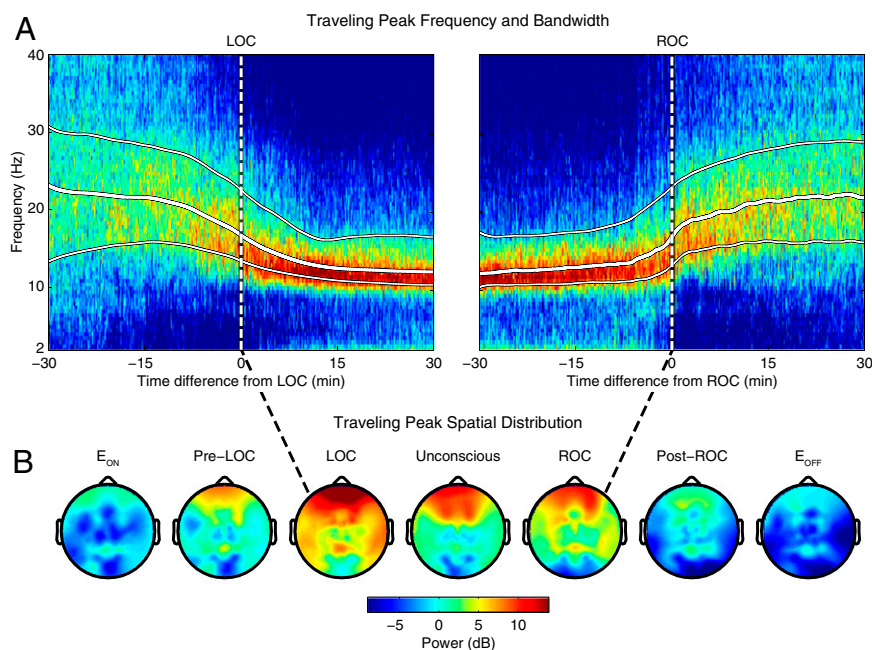 Traveling Peak Frequency and Bandwidth
A
LOC
ROC
Frequency (Hz)
40
30
20
10
2
−30 −15 0 15 30
−30 −15 0 15 30
Time difference from LOC (min)
Time difference from ROC (min)
Traveling Peak Spatial Distribution
B
EON Pre−LOC LOC Unconscious ROC Post−ROC EOFF
−5 0 5 10
Power (dB)